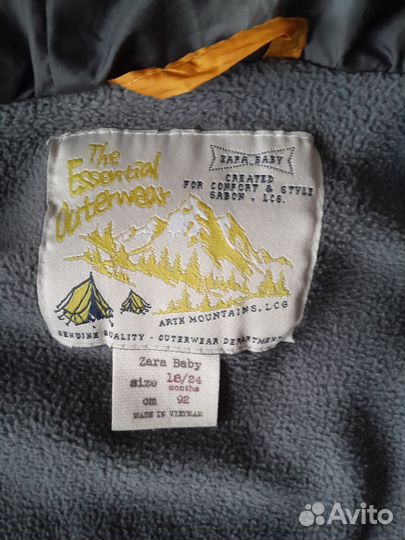 The
Essential
Outerwear
ZARA BABY
CREATED
FOR COMFORT & STYLE
GABON . LCG.
ARTK MOUNTAINS, LCG
GENUINE QUALITY - OUTERWEAR DEPARTMENT
Zara Baby
size 18/24
months
cm 92
MADE IN VIETNAM
Avito